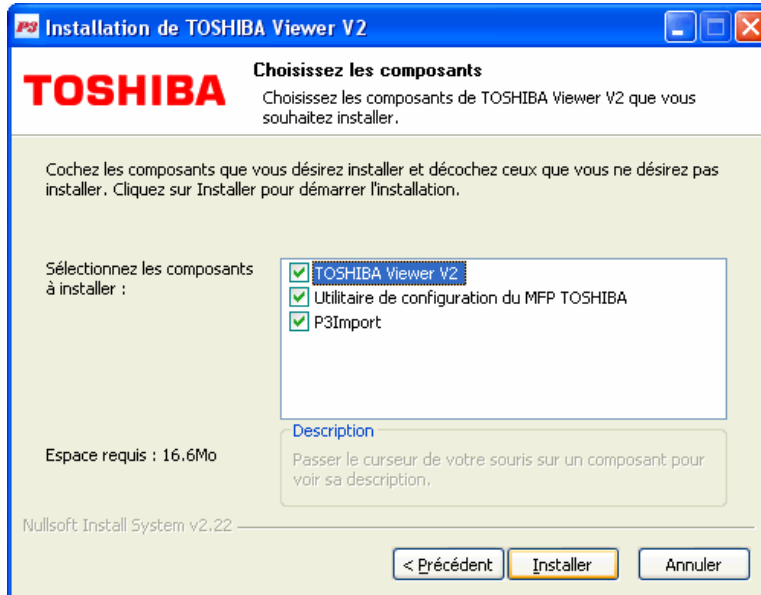 P3 Installation de TOSHIBA Viewer V2
TOSHIBA
Choisissez les composants
Choisissez les composants de TOSHIBA Viewer V2 que vous
souhaitez installer.
Cochez les composants que vous désirez installer et décochez ceux que vous ne désirez pas
installer. Cliquez sur Installer pour démarrer l'installation.
Sélectionnez les composants
à installer :
TOSHIBA Viewer V2
Utilitaire de configuration du MFP TOSHIBA
P3Import
Espace requis : 16.6Mo
Description
Passer le curseur de votre souris sur un composant pour
voir sa description.
Nullsoft Install System v2.22
< Précédent
Installer
Annuler